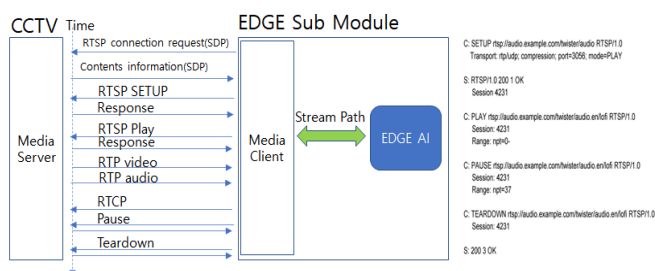 CCTV
Time
EDGE Sub Module
RTSP connection request(SDP)
Contents information(SDP)
RTSP SETUP
Response
RTSP Play
Response
RTP video
RTP audio
RTCP
Pause
Teardown
Media
Server
Media
Client
Stream Path
EDGE AI
C: SETUP rtsp://audio.example.com/twister/audio RTSP/1.0
Transport: rtp/udp; compression; port=3056; mode=PLAY
S: RTSP/1.0 200 1 OK
Session 4231
C: PLAY rtsp://audio.example.com/twister/audio.en/lofi RTSP/1.0
Session: 4231
Range: npt=0-
C: PAUSE rtsp://audio.example.com/twister/audio.en/lofi RTSP/1.0
Session: 4231
Range: npt=37
C: TEARDOWN rtsp://audio.example.com/twister/audio.en/lofi RTSP/1.0
Session: 4231
S: 200 3 OK